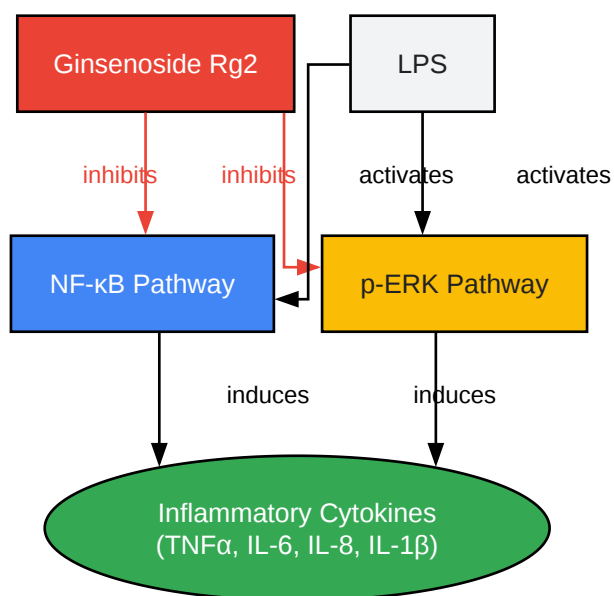 Ginsenoside Rg2
LPS
inhibits
inhibits
activates
activates
NF-κB Pathway
p-ERK Pathway
induces
induces
Inflammatory Cytokines
(TNFα, IL-6, IL-8, IL-1β)